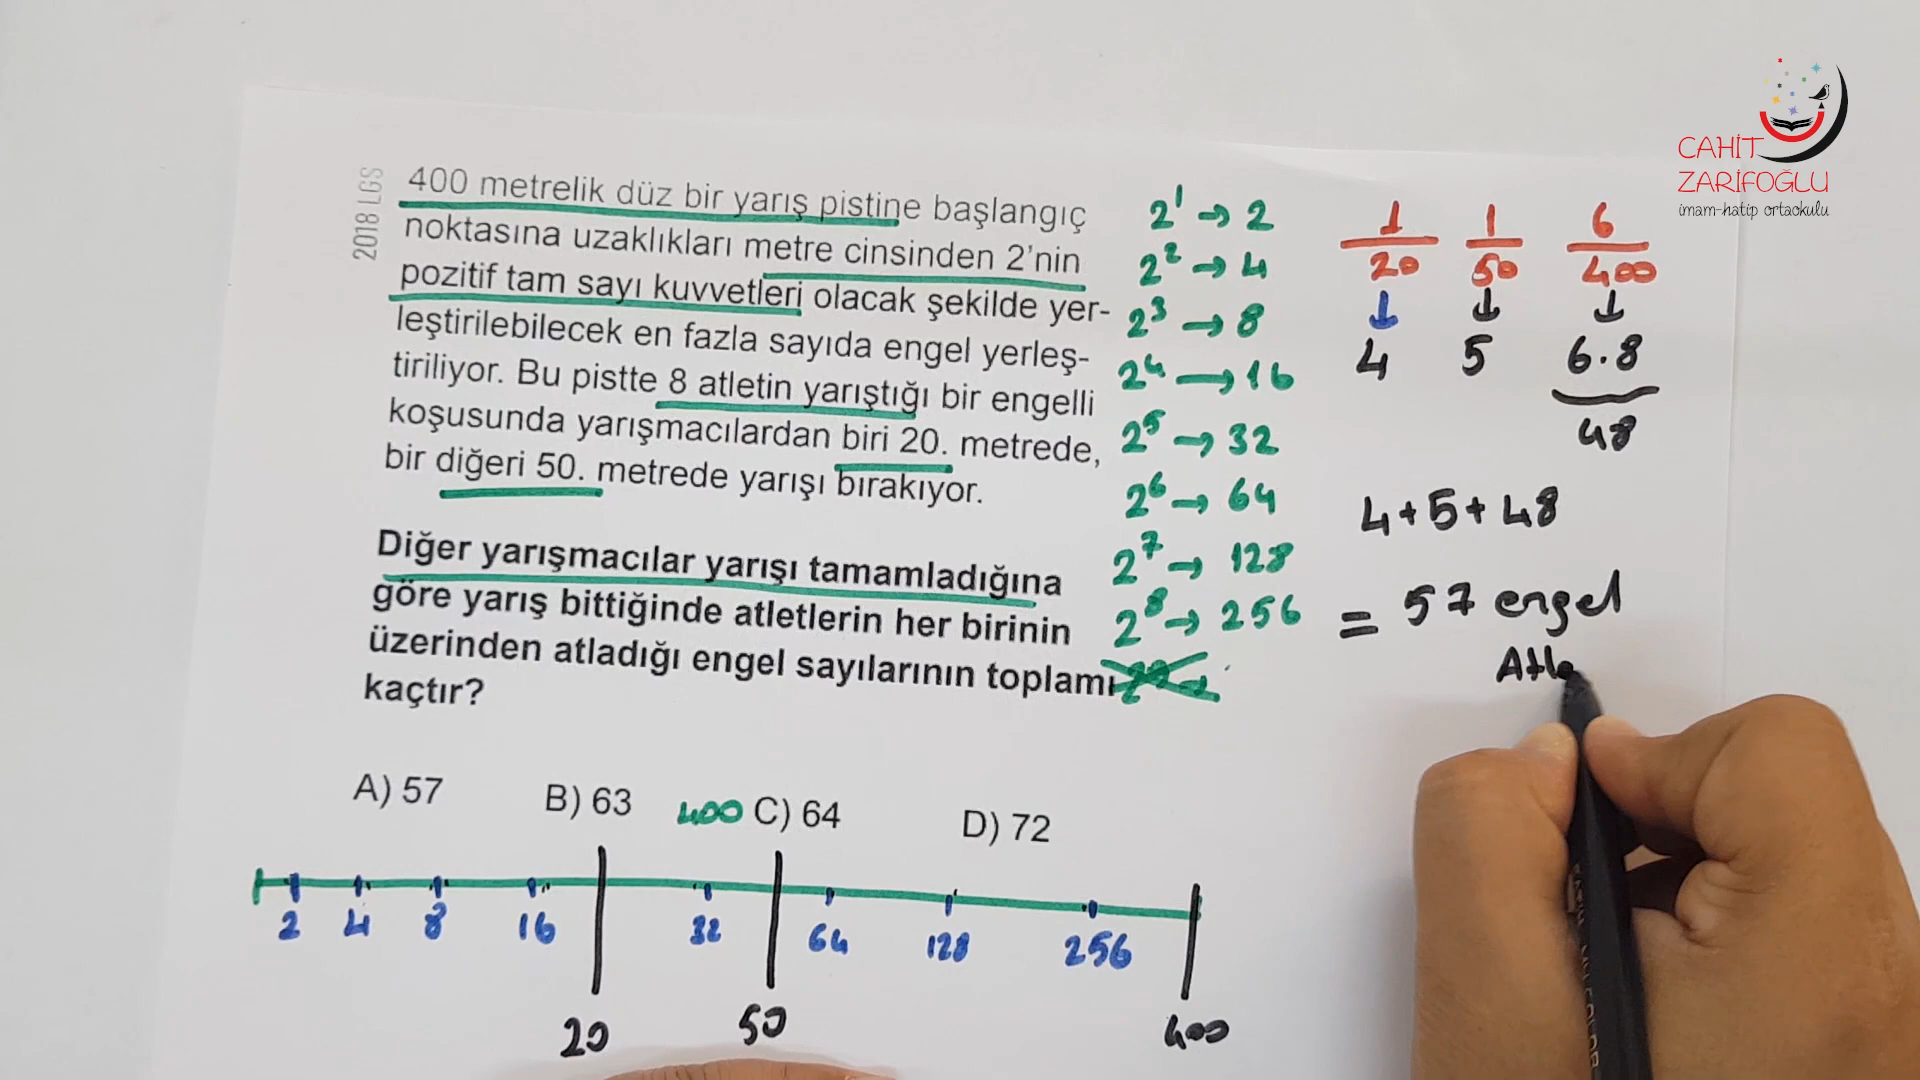 CAHİT
ZARİFOĞLU
imam-hatip ortaokulu
2018 LGS
400 metrelik düz bir yarış pistine başlangıç
noktasına uzaklıkları metre cinsinden 2'nin
pozitif tam sayı kuvvetleri olacak şekilde yer-
leştirilebilecek en fazla sayıda engel yerleş-
tiriliyor. Bu pistte 8 atletin yarıştığı bir engelli
koşusunda yarışmacılardan biri 20. metrede,
bir diğeri 50. metrede yarışı bırakıyor.
Diğer yarışmacılar yarışı tamamladığına
göre yarış bittiğinde atletlerin her birinin
üzerinden atladığı engel sayılarının toplamı
kaçtır?
A) 57 B) 63 400 C) 64 D) 72
2 4 8 16 32 64 128 256
20 50 400
2¹ → 2
2² → 4
2³ → 8
2⁴ → 16
2⁵ → 32
2⁶ → 64
2⁷ → 128
2⁸ → 256
1 1 6
20 50 400
↓ ↓ ↓
4 5 6.8
48
4+5+48
= 57 engel
Atle